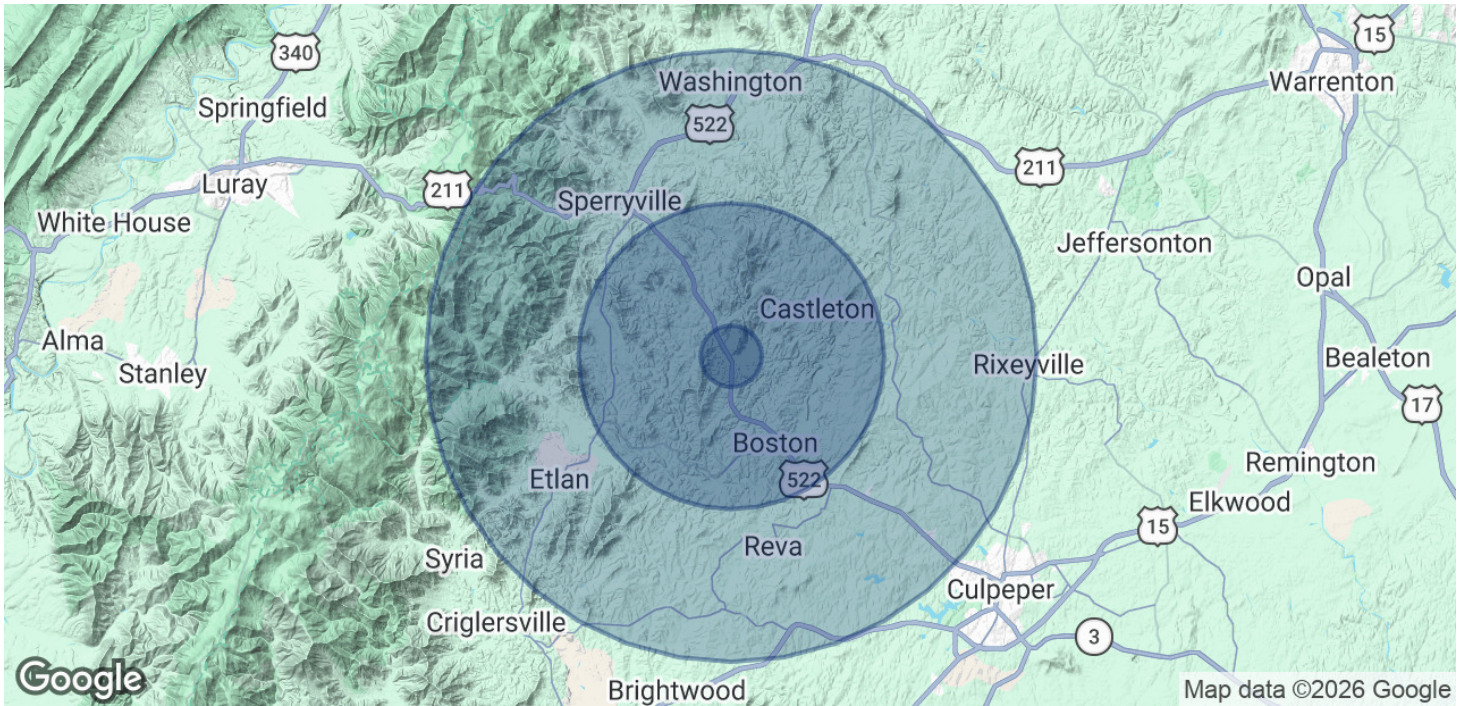 15
340
Washington
Warrenton
Springfield
522
211
Luray
211
Sperryville
White House
Jeffersonton
Opal
Castleton
Alma
Bealeton
Rixeyville
Stanley
17
Boston
Remington
Etlan
522
Elkwood
15
Reva
Syria
Culpeper
Criglersville
3
Google
Brightwood
Map data ©2026 Google